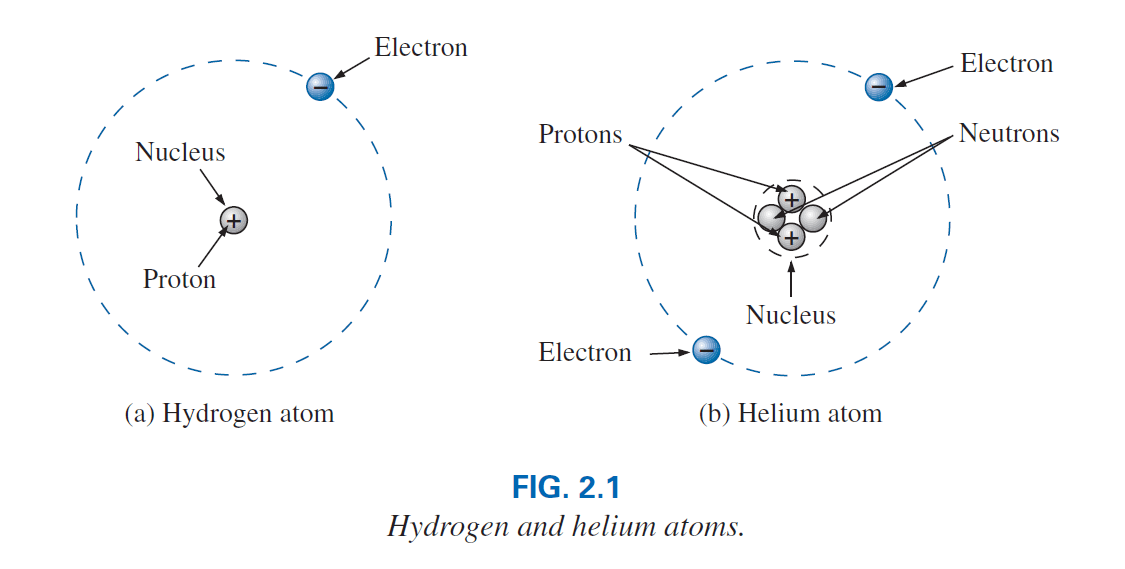 Electron
Nucleus
+
Proton
−
(a) Hydrogen atom
Electron
Protons
Neutrons
−
+
+
Nucleus
Electron
−
(b) Helium atom
FIG. 2.1
Hydrogen and helium atoms.